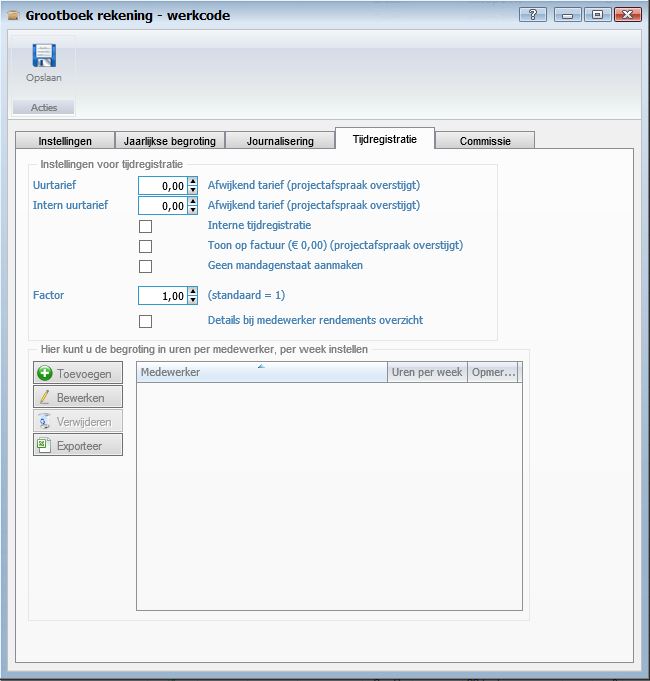 Grootboek rekening - werkcode
?
Opslaan
Acties
Instellingen Jaarlijkse begroting Journalisering Tijdregistratie Commissie
Instellingen voor tijdregistratie
Uurtarief 0,00 Afwijkend tarief (projectafspraak overstijgt)
Intern uurtarief 0,00 Afwijkend tarief (projectafspraak overstijgt)
Interne tijdregistratie
Toon op factuur (€ 0,00) (projectafspraak overstijgt)
Geen mandagenstaat aanmaken
Factor 1,00 (standaard = 1)
Details bij medewerker rendements overzicht
Hier kunt u de begroting in uren per medewerker, per week instellen
Toevoegen
Bewerken
Verwijderen
Exporteer
Medewerker Uren per week Opmer...